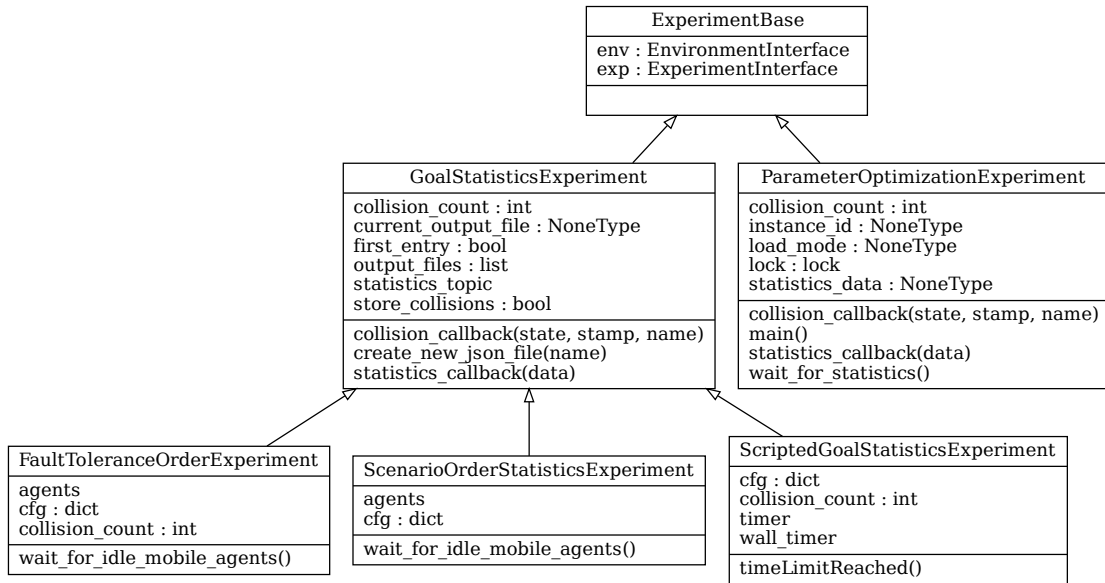 ExperimentBase
env : EnvironmentInterface
exp : ExperimentInterface
GoalStatisticsExperiment
collision_count : int
current_output_file : NoneType
first_entry : bool
output_files : list
statistics_topic
store_collisions : bool
collision_callback(state, stamp, name)
create_new_json_file(name)
statistics_callback(data)
ParameterOptimizationExperiment
collision_count : int
instance_id : NoneType
load_mode : NoneType
lock : lock
statistics_data : NoneType
collision_callback(state, stamp, name)
main()
statistics_callback(data)
wait_for_statistics()
FaultToleranceOrderExperiment
agents
cfg : dict
collision_count : int
wait_for_idle_mobile_agents()
ScenarioOrderStatisticsExperiment
agents
cfg : dict
wait_for_idle_mobile_agents()
ScriptedGoalStatisticsExperiment
cfg : dict
collision_count : int
timer
wall_timer
timeLimitReached()